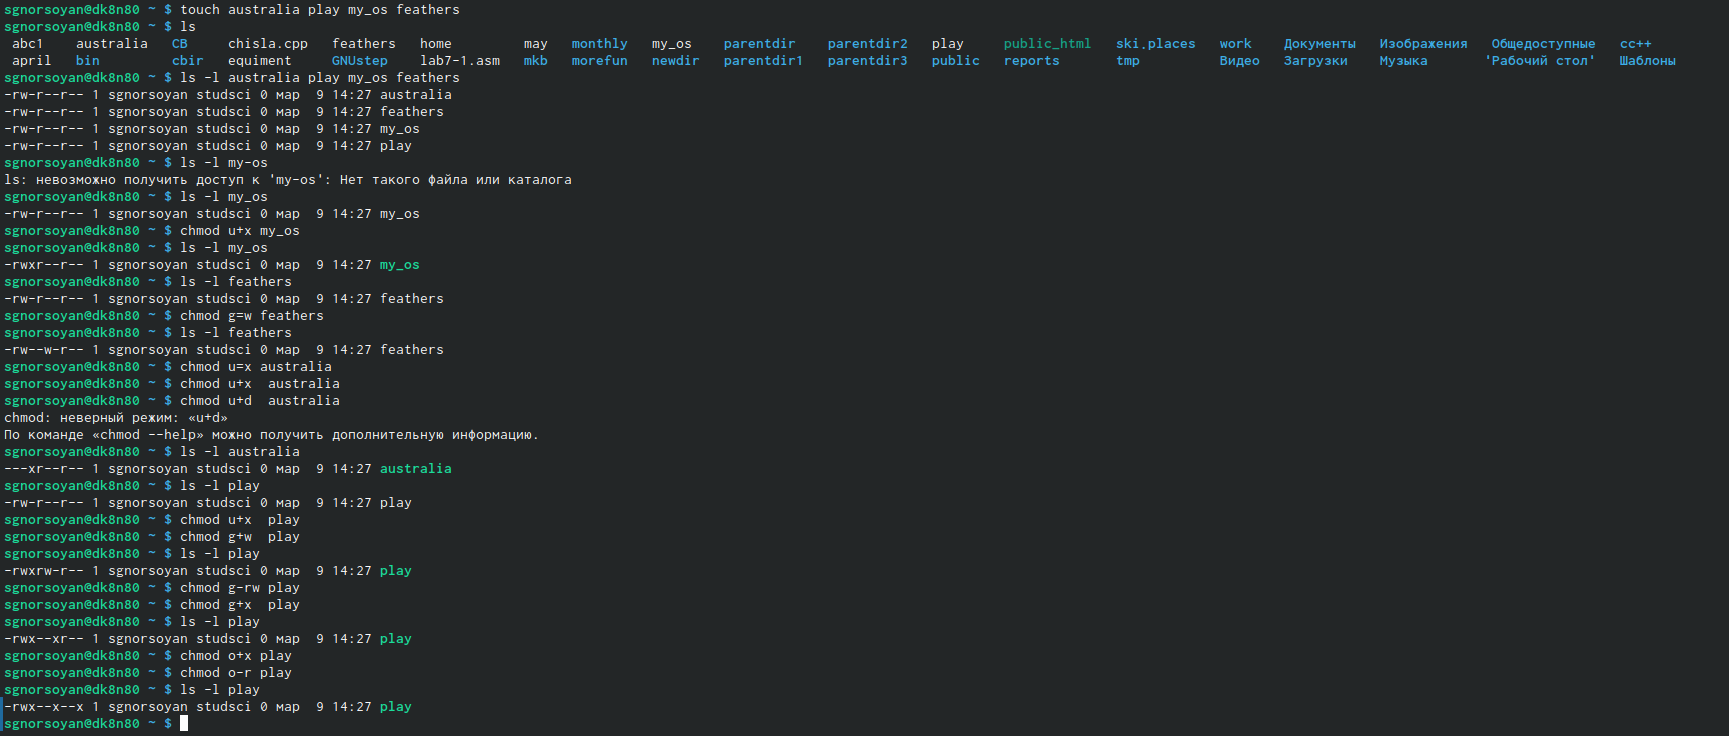 sgnorsoyan@dk8n80 ~ $ touch australia play my_os feathers
sgnorsoyan@dk8n80 ~ $ ls
abc1 australia CB chisla.cpp feathers home may monthly my_os parentdir parentdir2 play public_html ski.places work Документы Изображения Общедоступные cc++
april bin cbir equiment GNUstep lab7-1.asm mkb morefun newdir parentdir1 parentdir3 public reports tmp Видео Загрузки Музыка 'Рабочий стол' Шаблоны
sgnorsoyan@dk8n80 ~ $ ls -l australia play my_os feathers
-rw-r--r-- 1 sgnorsoyan studsci 0 мар  9 14:27 australia
-rw-r--r-- 1 sgnorsoyan studsci 0 мар  9 14:27 feathers
-rw-r--r-- 1 sgnorsoyan studsci 0 мар  9 14:27 my_os
-rw-r--r-- 1 sgnorsoyan studsci 0 мар  9 14:27 play
sgnorsoyan@dk8n80 ~ $ ls -l my-os
ls: невозможно получить доступ к 'my-os': Нет такого файла или каталога
sgnorsoyan@dk8n80 ~ $ ls -l my_os
-rw-r--r-- 1 sgnorsoyan studsci 0 мар  9 14:27 my_os
sgnorsoyan@dk8n80 ~ $ chmod u+x my_os
sgnorsoyan@dk8n80 ~ $ ls -l my_os
-rwxr--r-- 1 sgnorsoyan studsci 0 мар  9 14:27 my_os
sgnorsoyan@dk8n80 ~ $ ls -l feathers
-rw-r--r-- 1 sgnorsoyan studsci 0 мар  9 14:27 feathers
sgnorsoyan@dk8n80 ~ $ chmod g=w feathers
sgnorsoyan@dk8n80 ~ $ ls -l feathers
-rw--w-r-- 1 sgnorsoyan studsci 0 мар  9 14:27 feathers
sgnorsoyan@dk8n80 ~ $ chmod u=x australia
sgnorsoyan@dk8n80 ~ $ chmod u+x  australia
sgnorsoyan@dk8n80 ~ $ chmod u+d  australia
chmod: неверный режим: «u+d»
По команде «chmod --help» можно получить дополнительную информацию.
sgnorsoyan@dk8n80 ~ $ ls -l australia
---xr--r-- 1 sgnorsoyan studsci 0 мар  9 14:27 australia
sgnorsoyan@dk8n80 ~ $ ls -l play
-rw-r--r-- 1 sgnorsoyan studsci 0 мар  9 14:27 play
sgnorsoyan@dk8n80 ~ $ chmod u+x  play
sgnorsoyan@dk8n80 ~ $ chmod g+w  play
sgnorsoyan@dk8n80 ~ $ ls -l play
-rwxrw-r-- 1 sgnorsoyan studsci 0 мар  9 14:27 play
sgnorsoyan@dk8n80 ~ $ chmod g-rw play
sgnorsoyan@dk8n80 ~ $ chmod g+x  play
sgnorsoyan@dk8n80 ~ $ ls -l play
-rwx--xr-- 1 sgnorsoyan studsci 0 мар  9 14:27 play
sgnorsoyan@dk8n80 ~ $ chmod o+x play
sgnorsoyan@dk8n80 ~ $ chmod o-r play
sgnorsoyan@dk8n80 ~ $ ls -l play
-rwx--x--x 1 sgnorsoyan studsci 0 мар  9 14:27 play
sgnorsoyan@dk8n80 ~ $